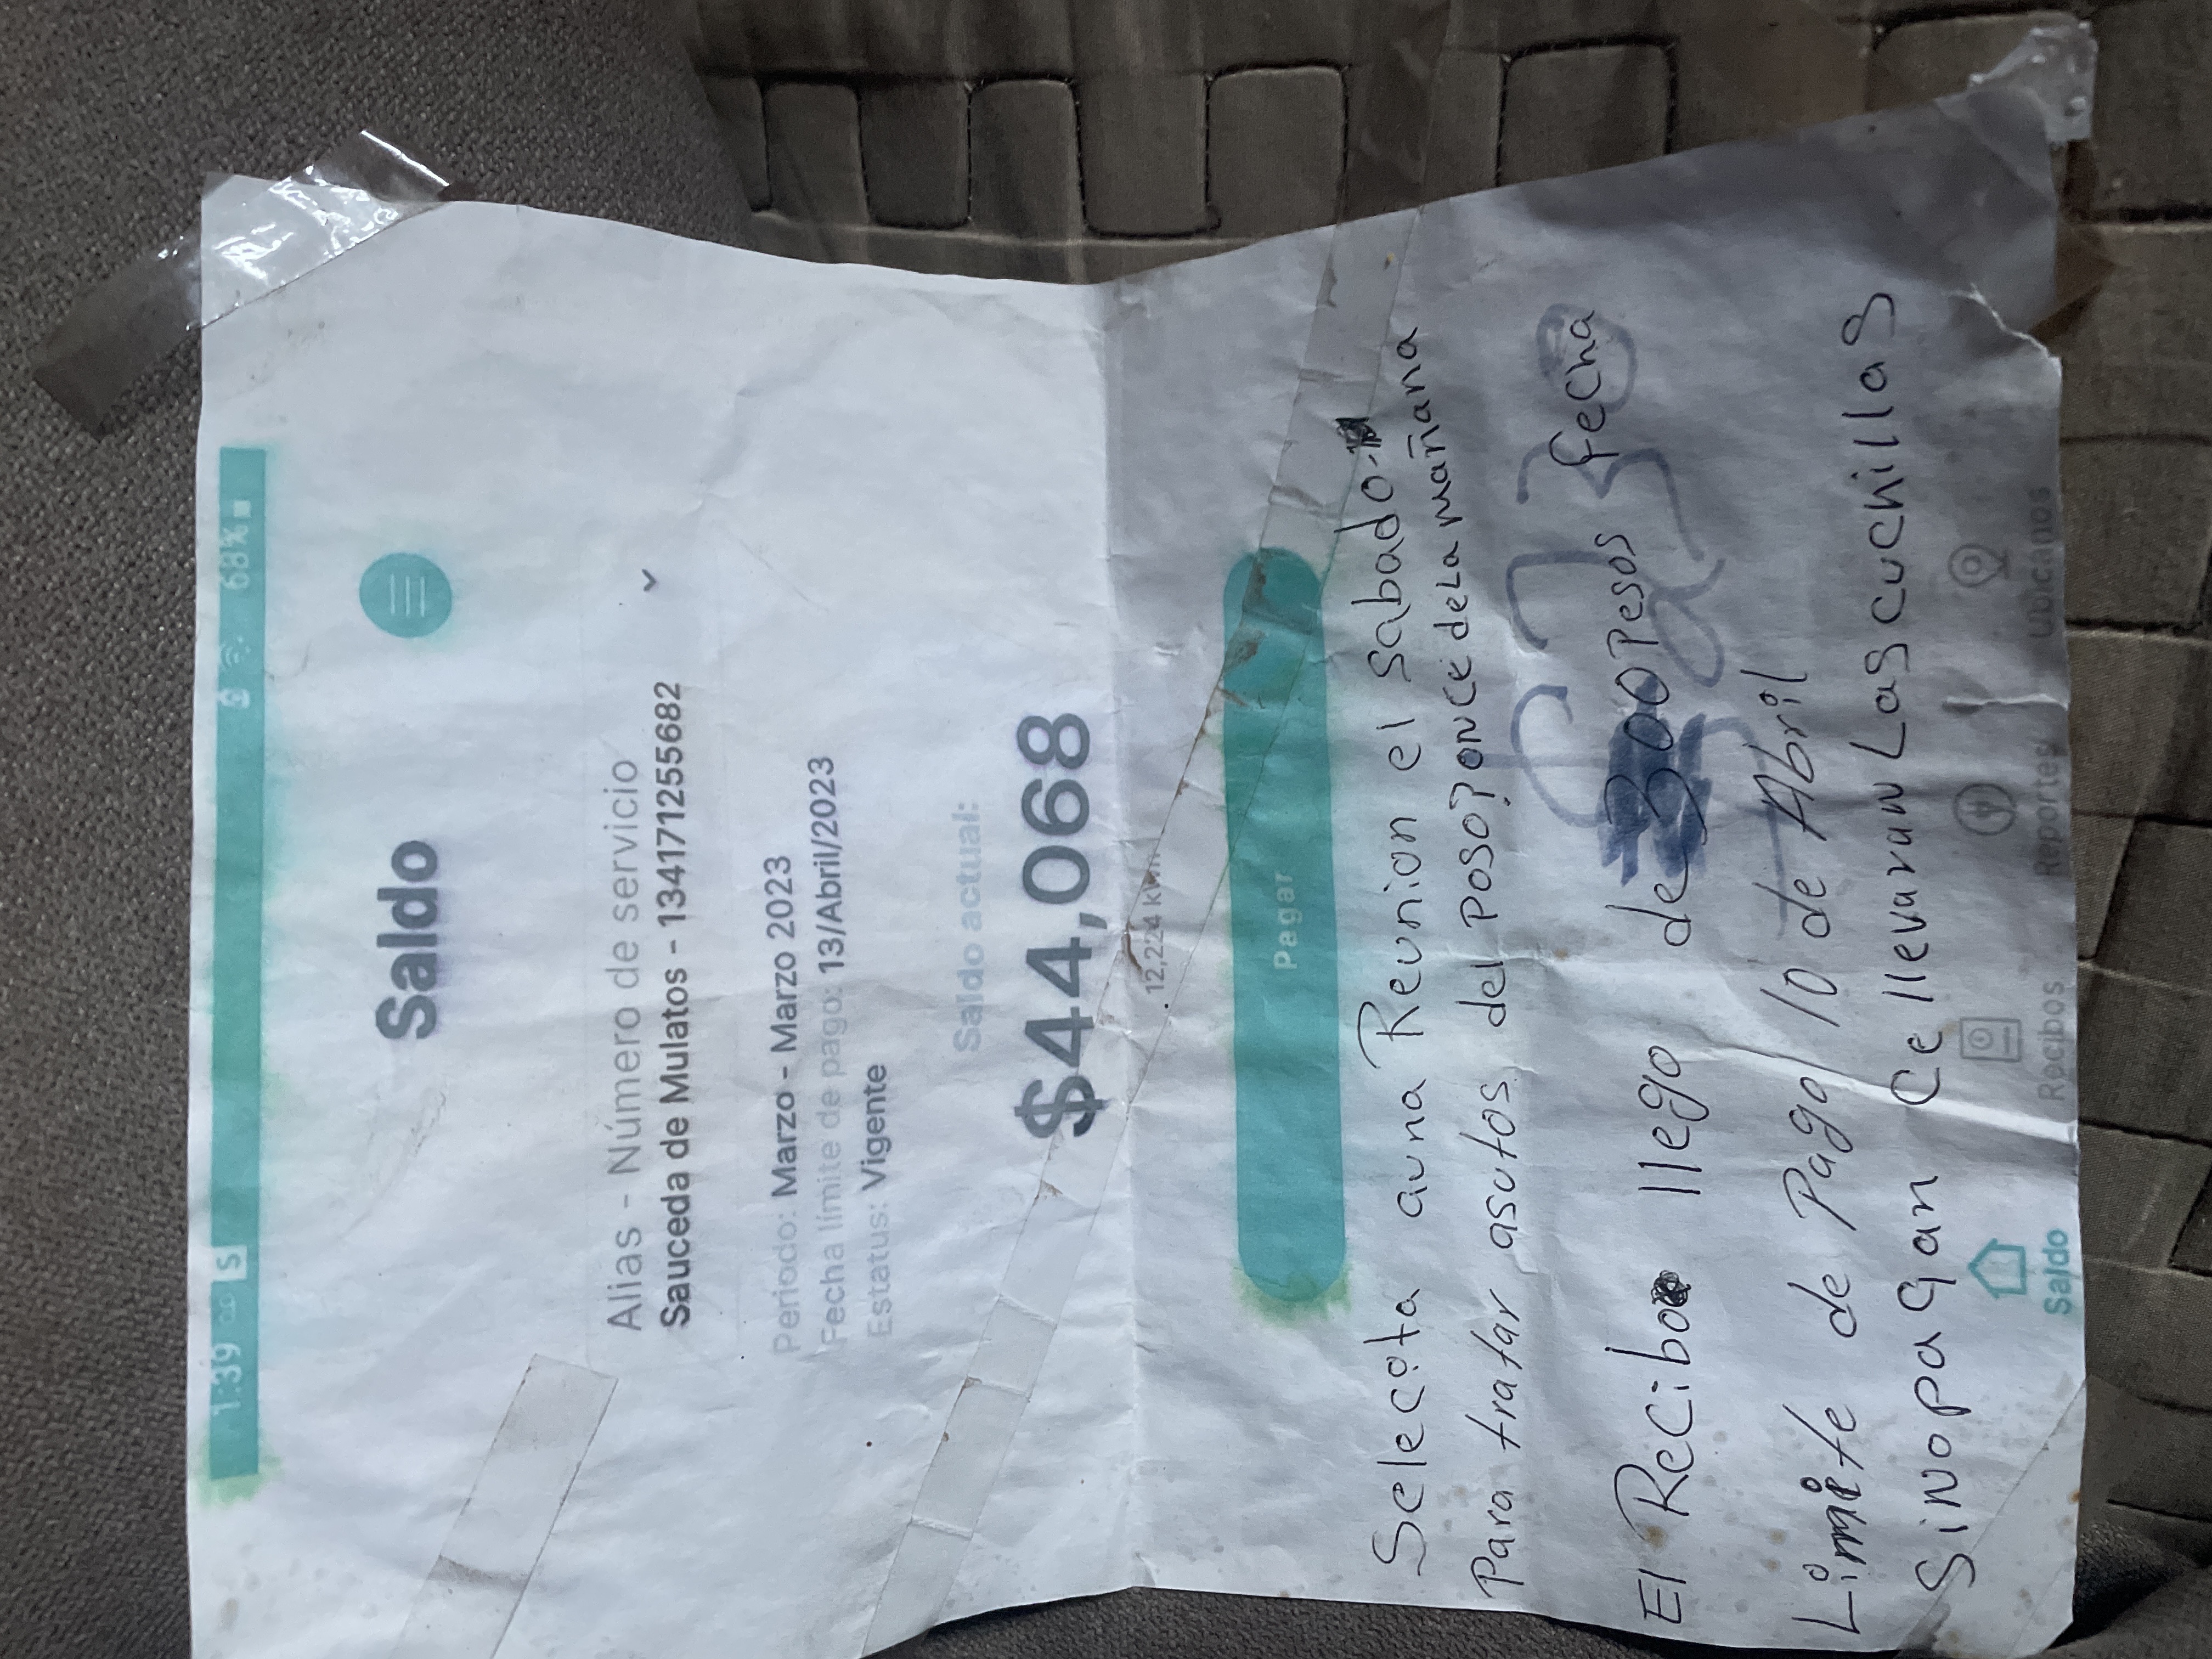 1:39 S 68%
Saldo
Alias - Número de servicio
Sauceda de Mulatos - 134171255682
Periodo: Marzo - Marzo 2023
Fecha límite de pago: 13/Abril/2023
Estatus: Vigente
Saldo actual:
$44,068
12,224 kWh
Pagar
Selecita auna Reunion el sabado
Para tratar asutos del Poso? once de La mañana
El Recibo llego de 300 Pesos fecha
Limite de Pago 10 de Abril
Sinopagan Ce llevaran Las cuchillas
Saldo Recibos Reportes Ubícanos